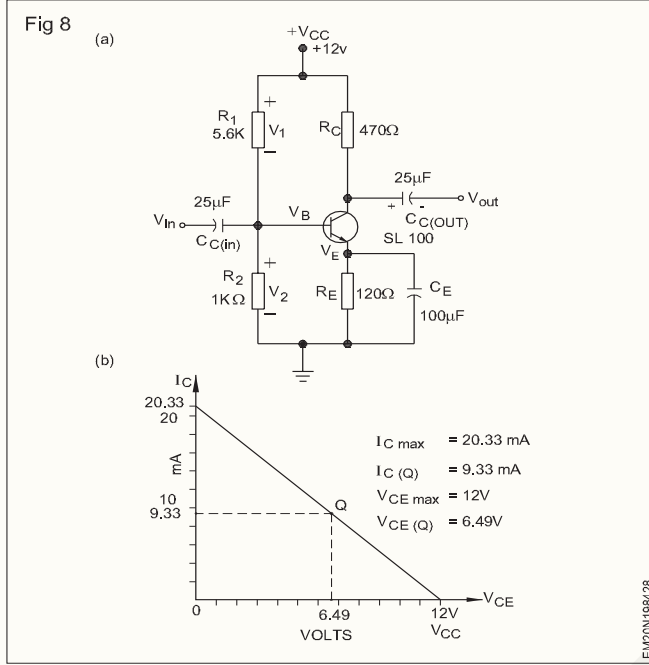 Fig 8
(a)
+VCC
+12v
R1
5.6K
+
V1
–
RC
470Ω
25µF
VIn
CC(in)
VB
25µF
+ -
Vout
CC(OUT)
SL 100
VE
R2
1KΩ
+
V2
–
RE
120Ω
CE
100µF
(b)
IC
20.33
20
mA
10
9.33
Q
IC max = 20.33 mA
IC (Q) = 9.33 mA
VCE max = 12V
VCE (Q) = 6.49V
0
6.49
12V
VCE
VOLTS
VCC
EM20N198428